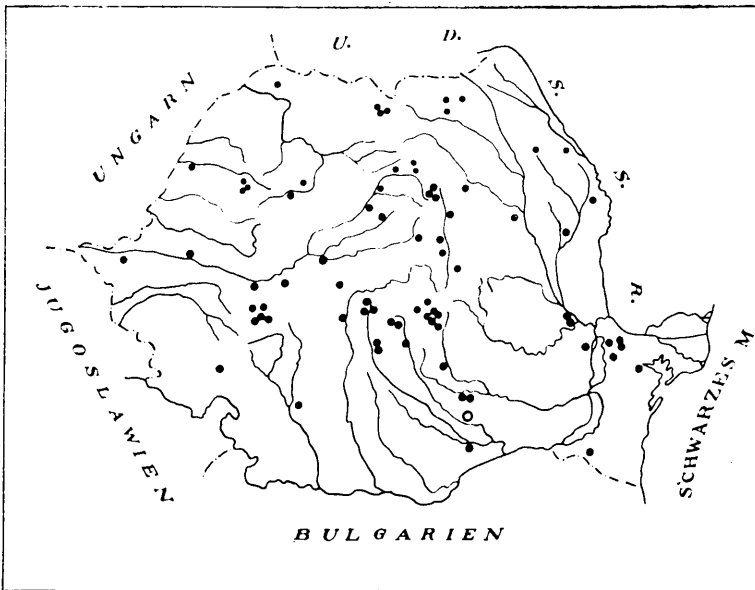 U. D. S. S. R.
UNGARN
JUGOSLAWIEN
BULGARIEN
SCHWARZES M